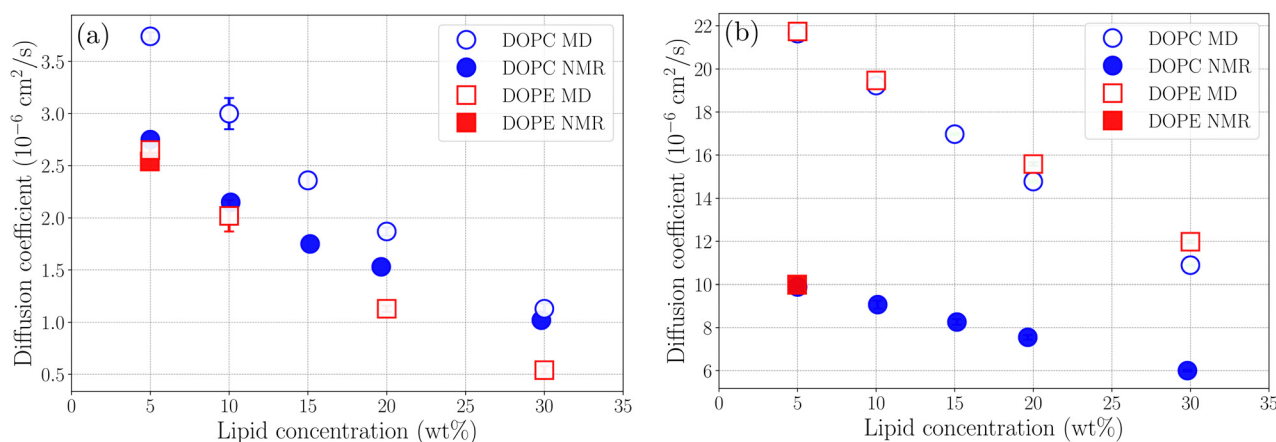 (a)
DOPC MD
DOPC NMR
DOPE MD
DOPE NMR
Diffusion coefficient (10⁻⁶ cm²/s)
3.5
3.0
2.5
2.0
1.5
1.0
0.5
0 5 10 15 20 25 30 35
Lipid concentration (wt%)
(b)
DOPC MD
DOPC NMR
DOPE MD
DOPE NMR
Diffusion coefficient (10⁻⁶ cm²/s)
22
20
18
16
14
12
10
8
6
0 5 10 15 20 25 30 35
Lipid concentration (wt%)